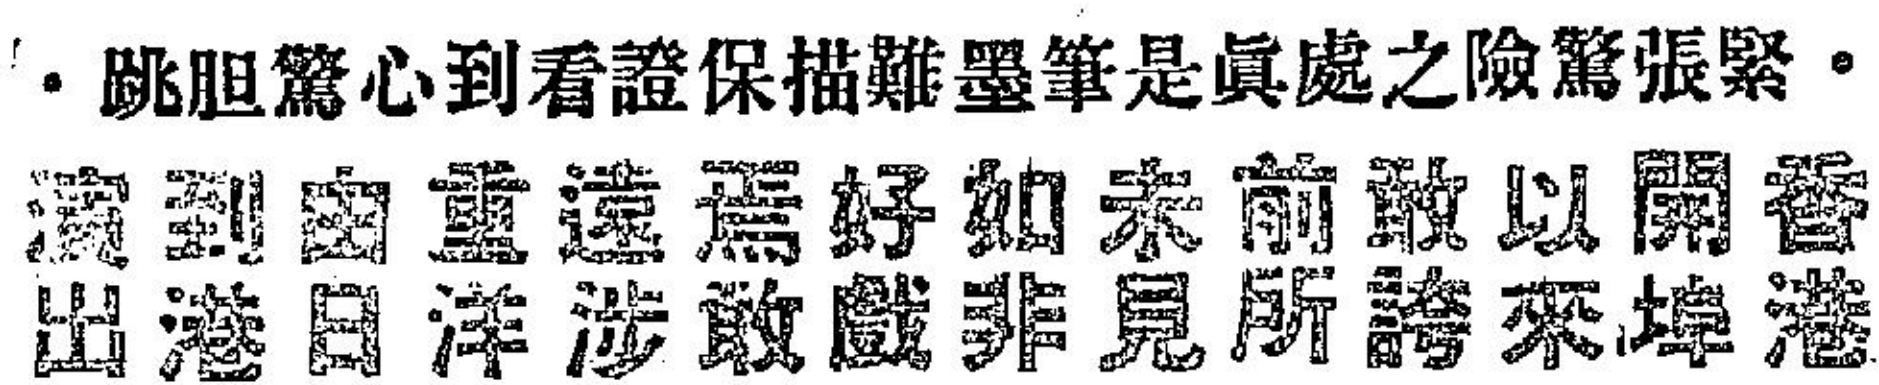 ・緊張驚險之處眞是筆墨難描保證看到心驚胆跳・
香港開埠以來敢誇前所未見如非好戲焉敢遠涉重洋由日到港演出